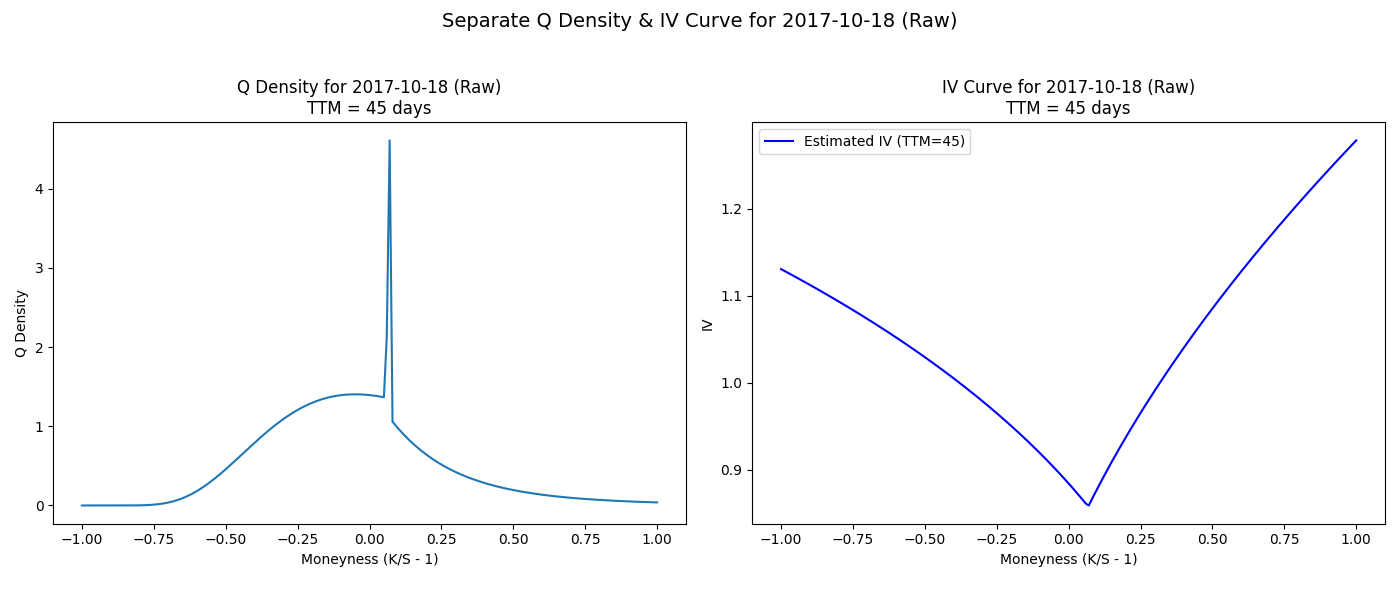 Separate Q Density & IV Curve for 2017-10-18 (Raw)
Q Density for 2017-10-18 (Raw)
TTM = 45 days
Q Density
4
3
2
1
0
−1.00 −0.75 −0.50 −0.25 0.00 0.25 0.50 0.75 1.00
Moneyness (K/S - 1)
IV Curve for 2017-10-18 (Raw)
TTM = 45 days
Estimated IV (TTM=45)
IV
1.2
1.1
1.0
0.9
−1.00 −0.75 −0.50 −0.25 0.00 0.25 0.50 0.75 1.00
Moneyness (K/S - 1)